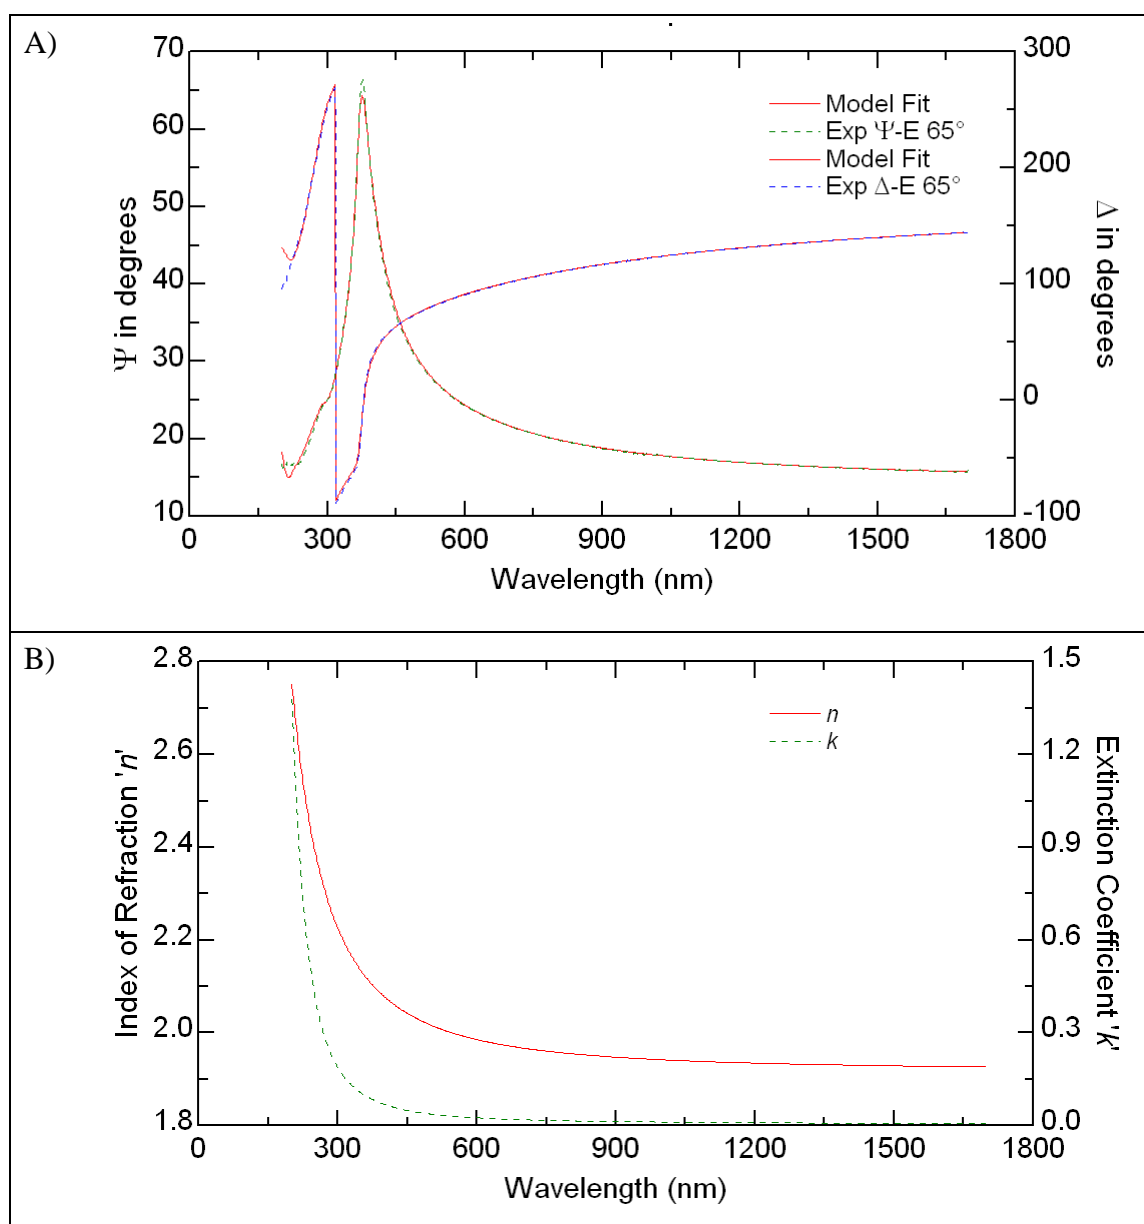 A)
70
60
50
40
30
20
10
Ψ in degrees
300
200
100
0
-100
Δ in degrees
Model Fit
Exp Ψ-E 65°
Model Fit
Exp Δ-E 65°
0
300
600
900
1200
1500
1800
Wavelength (nm)
B)
2.8
2.6
2.4
2.2
2.0
1.8
Index of Refraction 'n'
1.5
1.2
0.9
0.6
0.3
0.0
Extinction Coefficient 'k'
n
k
0
300
600
900
1200
1500
1800
Wavelength (nm)